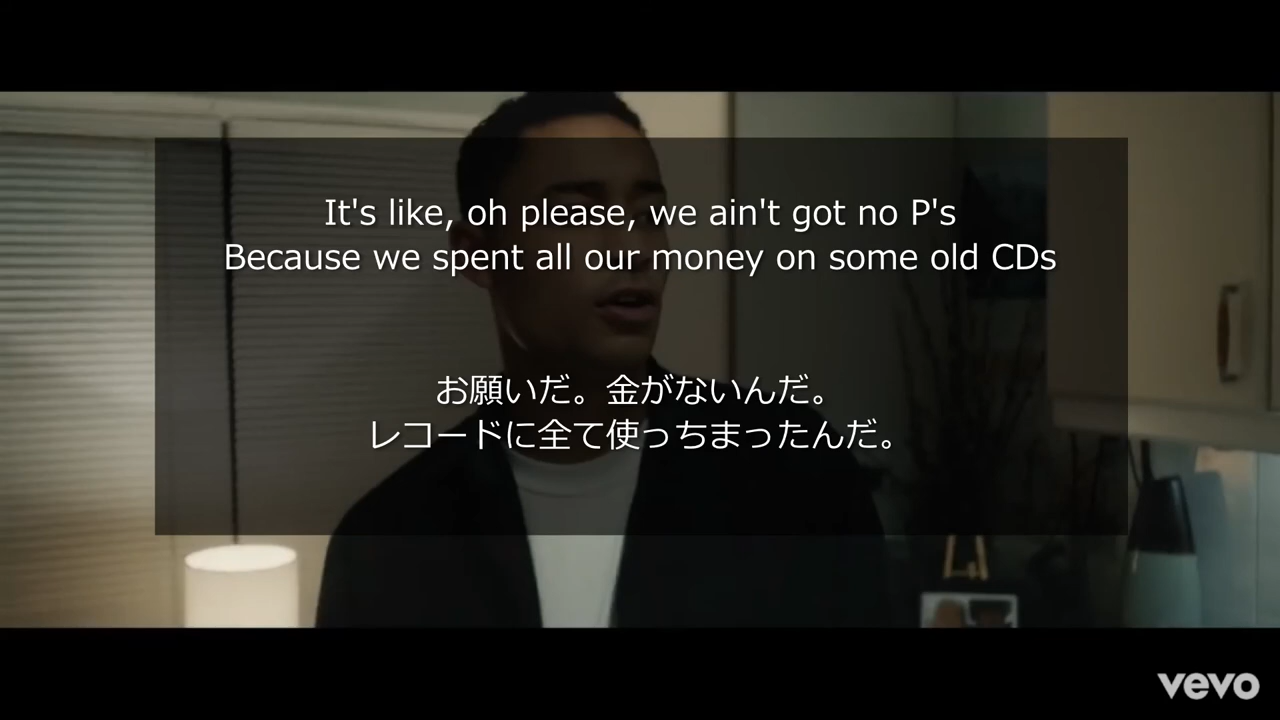 It's like, oh please, we ain't got no P's
Because we spent all our money on some old CDs
お願いだ。金がないんだ。
レコードに全て使っちまったんだ。
vevo